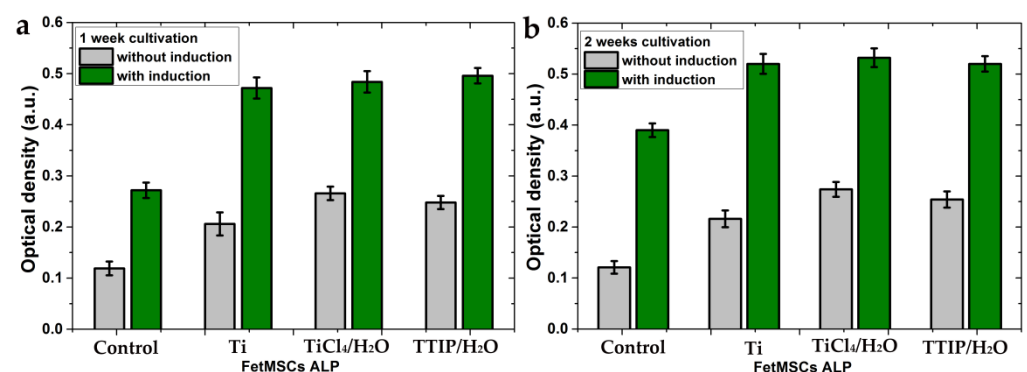 a
1 week cultivation
without induction
with induction
Optical density (a.u.)
0.6
0.5
0.4
0.3
0.2
0.1
0.0
Control
Ti
TiCl₄/H₂O
TTIP/H₂O
FetMSCs ALP
b
2 weeks cultivation
without induction
with induction
Optical density (a.u.)
0.6
0.5
0.4
0.3
0.2
0.1
0.0
Control
Ti
TiCl₄/H₂O
TTIP/H₂O
FetMSCs ALP